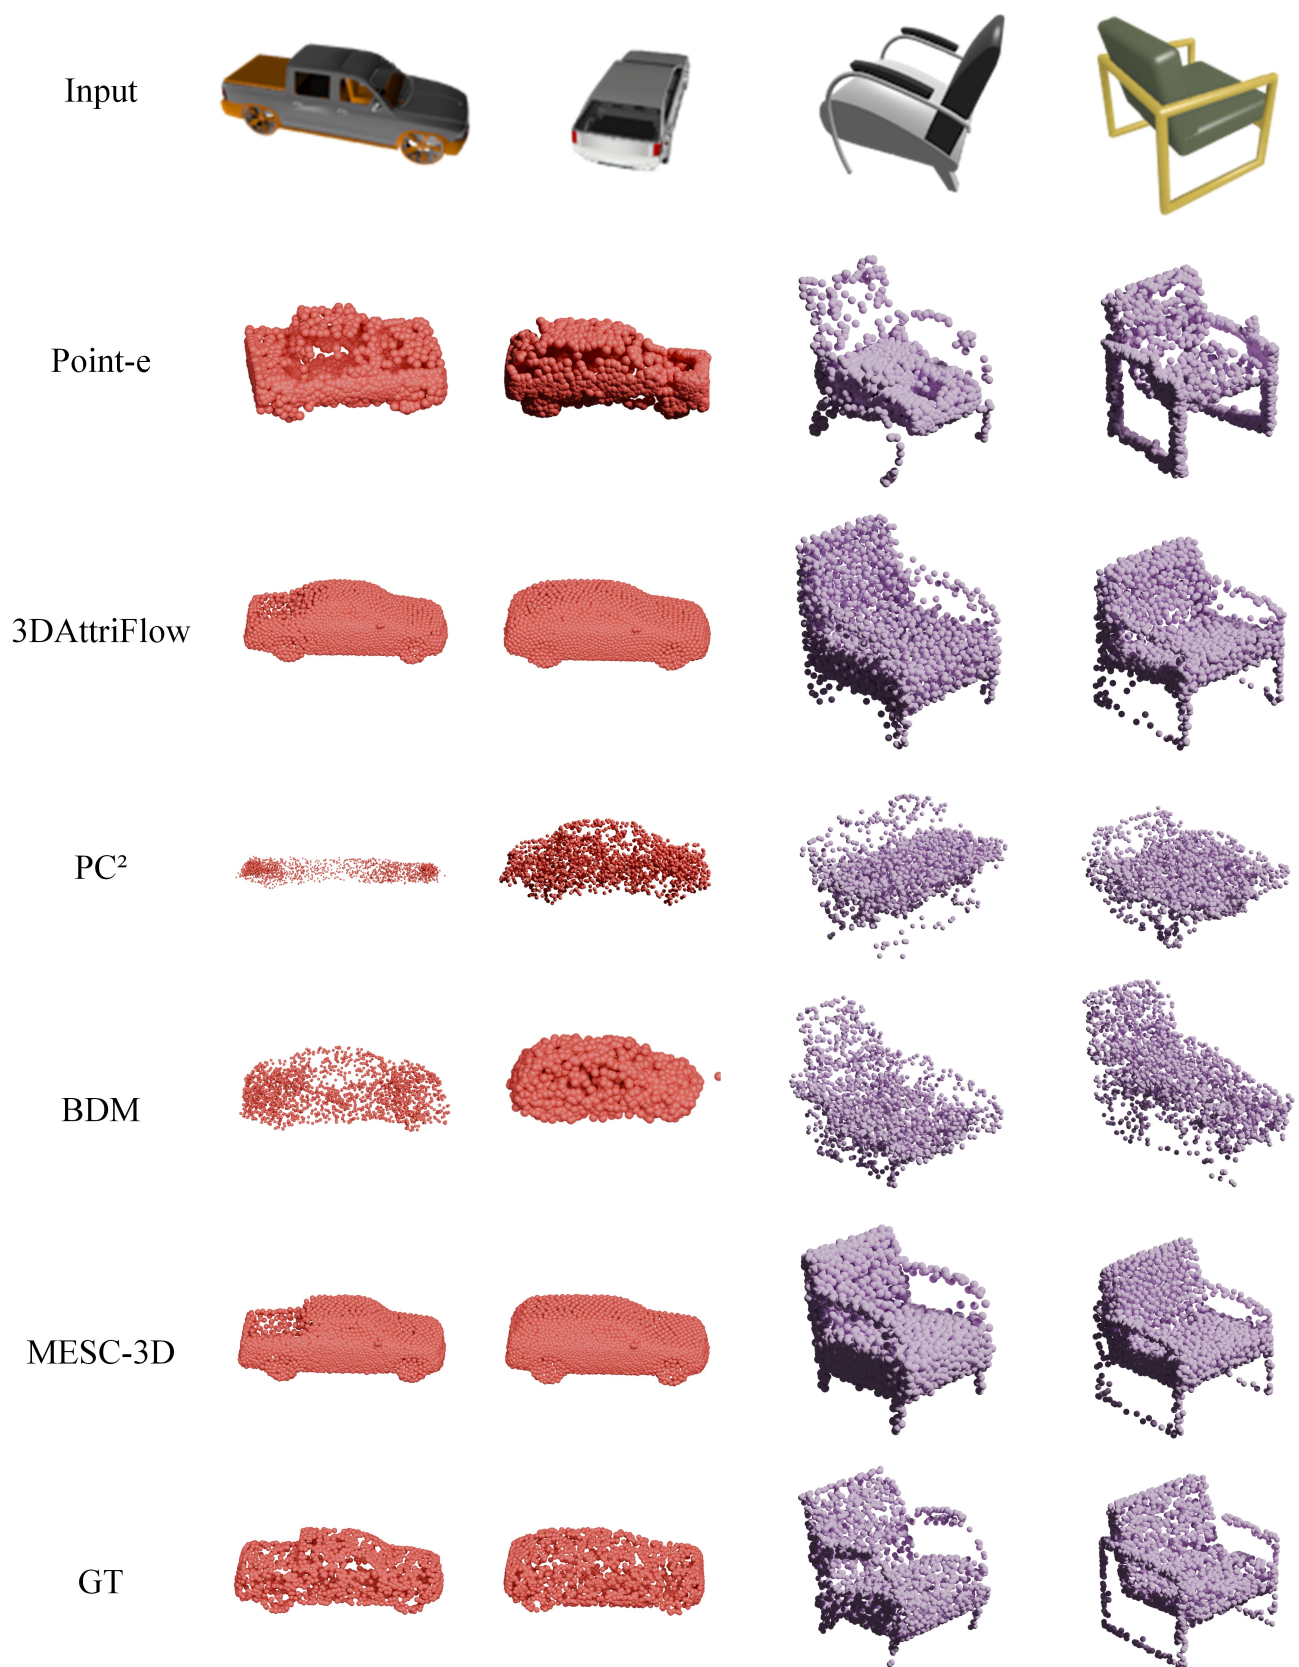 Input
Point-e
3DAttriFlow
PC²
BDM
MESC-3D
GT